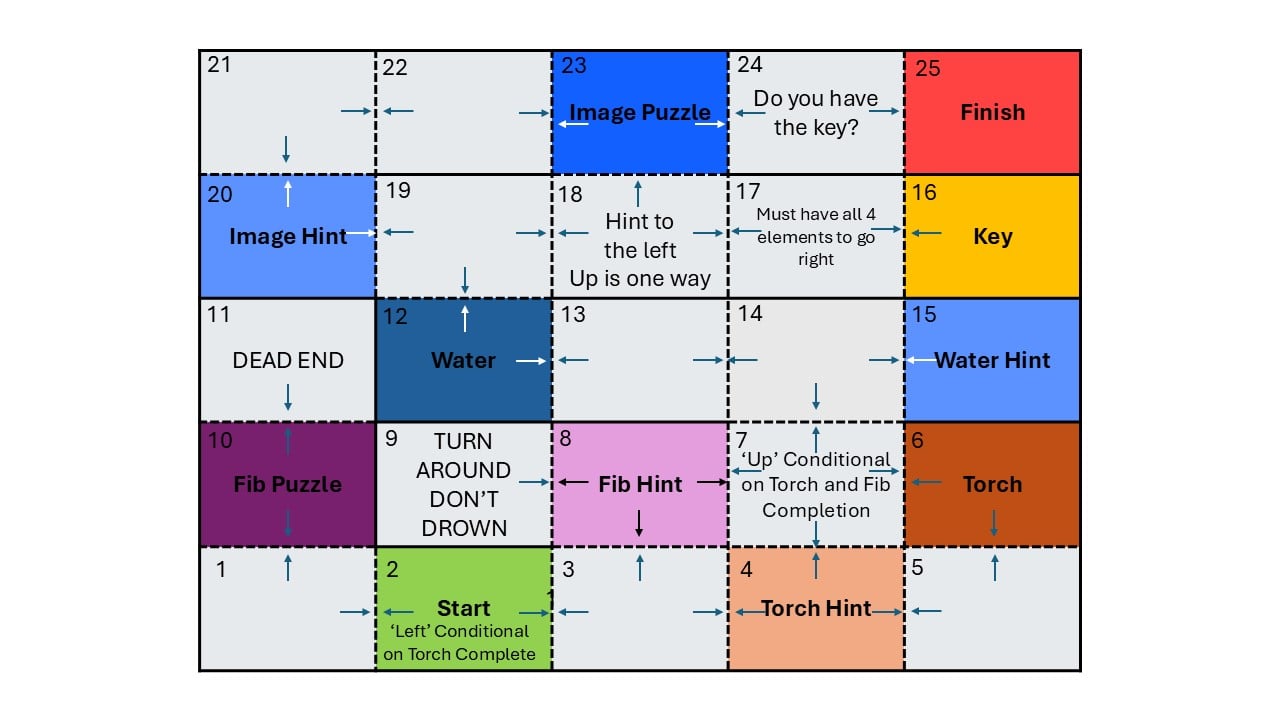 21
22
23
Image Puzzle
24
Do you have
the key?
25
Finish
20
Image Hint
19
18
Hint to
the left
Up is one way
17
Must have all 4
elements to go
right
16
Key
11
DEAD END
12
Water
13
14
15
Water Hint
10
Fib Puzzle
9
TURN
AROUND
DON’T
DROWN
8
Fib Hint
7
‘Up’ Conditional
on Torch and Fib
Completion
6
Torch
1
2
Start
‘Left’ Conditional
on Torch Complete
3
4
Torch Hint
5